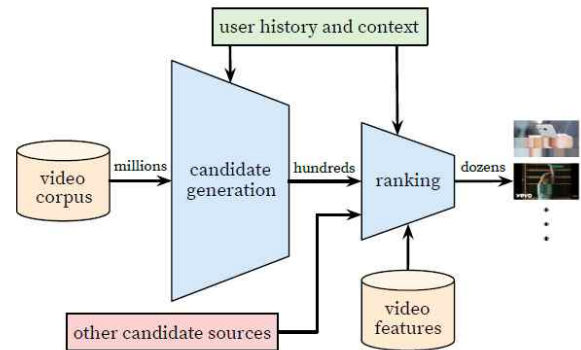 user history and context
millions
hundreds
dozens
video
corpus
candidate
generation
ranking
vevo
other candidate sources
video
features